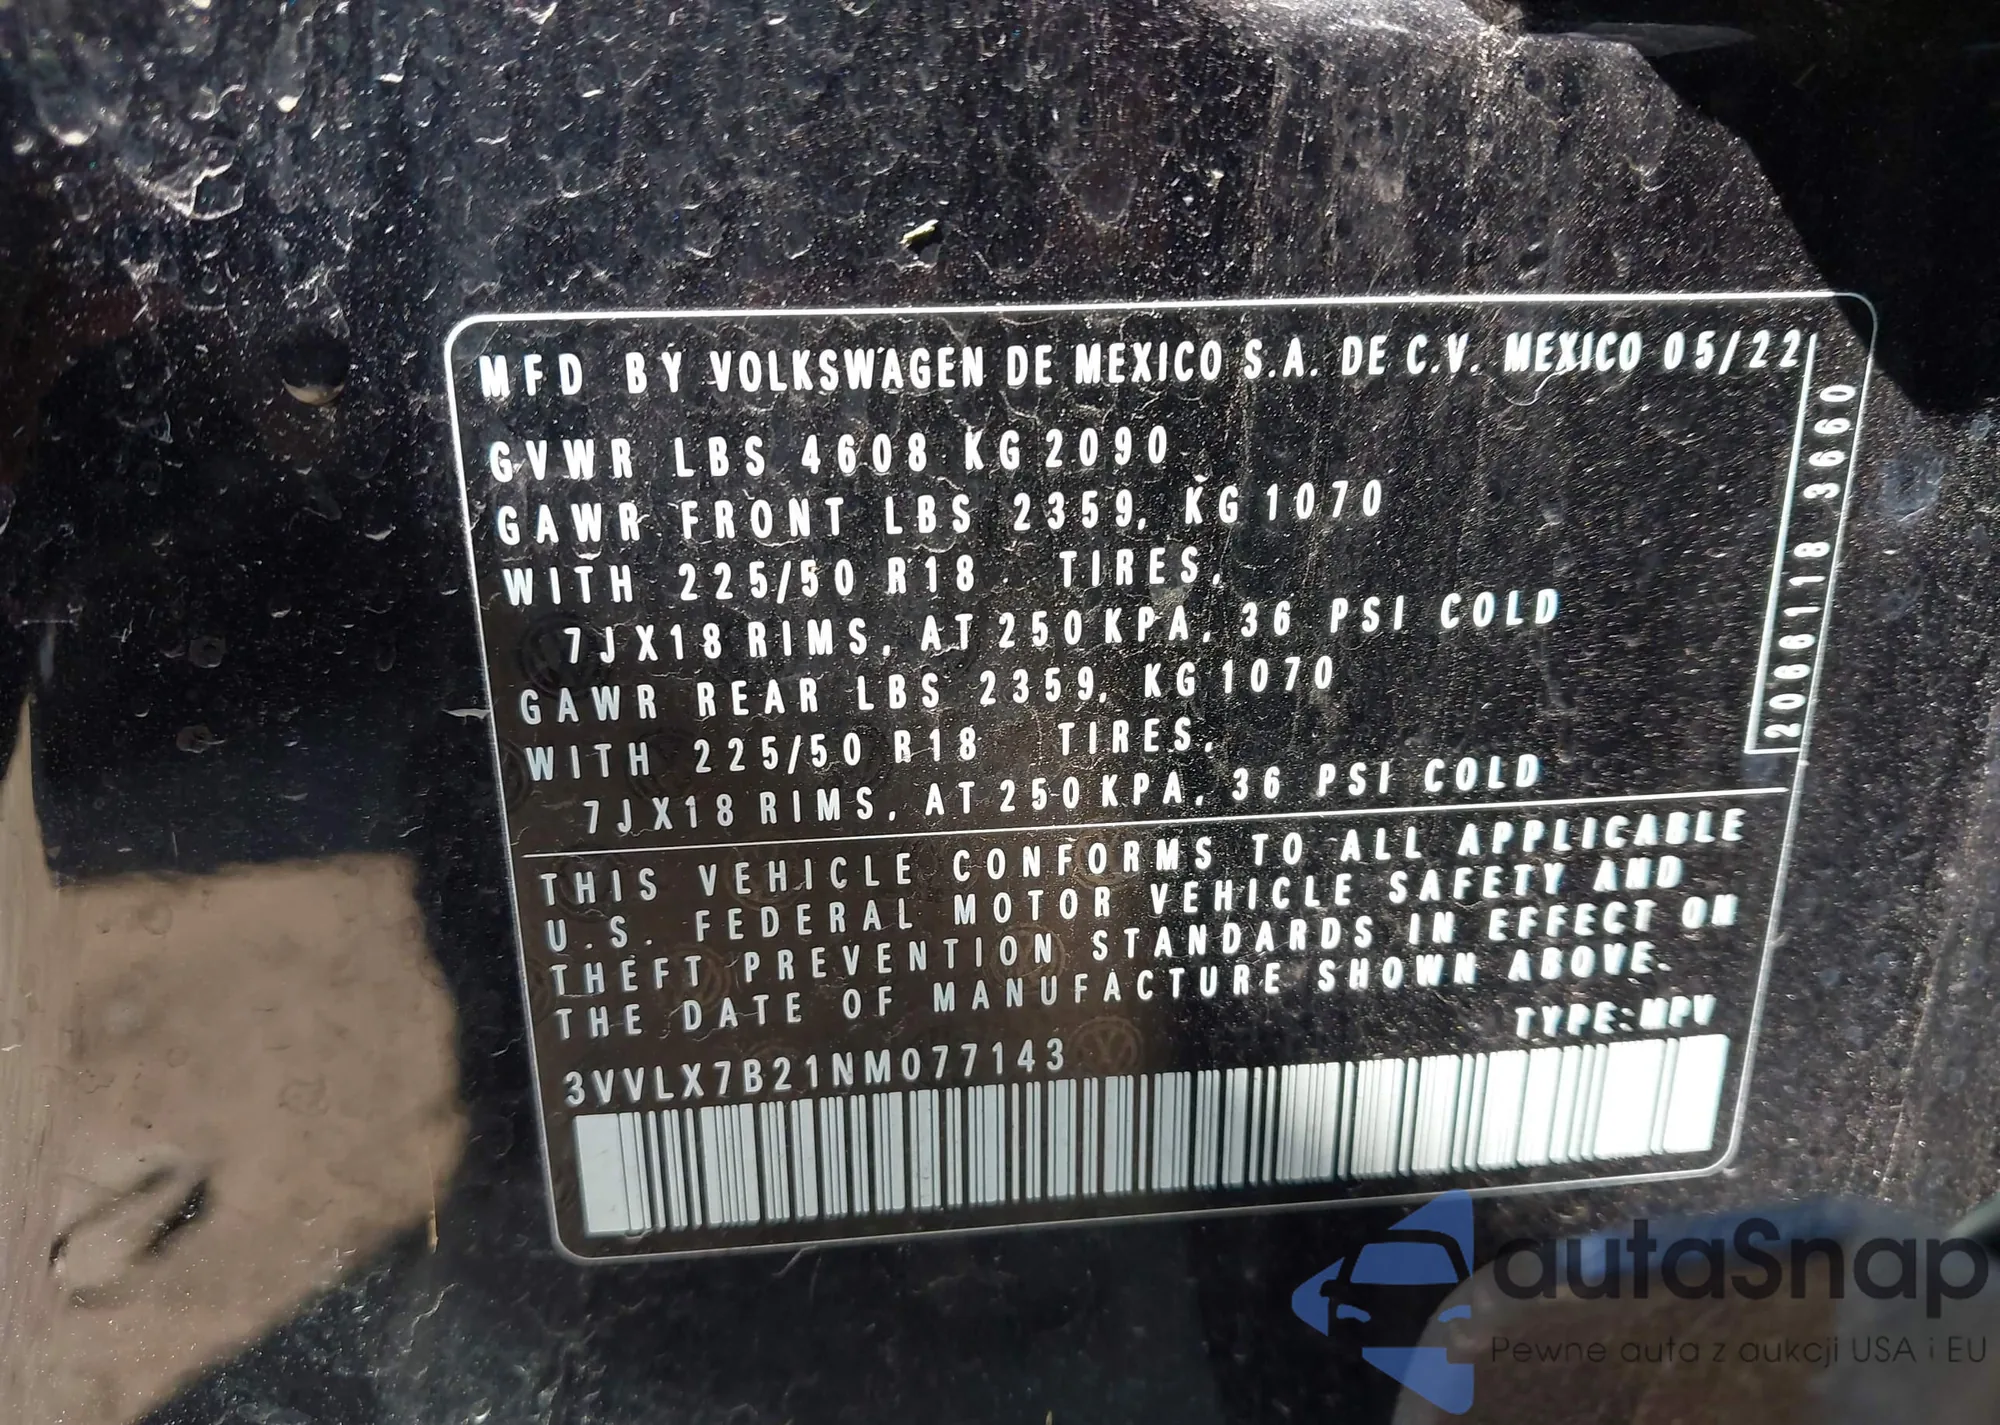 MFD BY VOLKSWAGEN DE MEXICO S.A. DE C.V. MEXICO 05/22
GVWR LBS 4608 KG 2090
GAWR FRONT LBS 2359, KG 1070
WITH 225/50 R18 TIRES,
7JX18 RIMS, AT 250 KPA, 36 PSI COLD
GAWR REAR LBS 2359, KG 1070
WITH 225/50 R18 TIRES,
7JX18 RIMS, AT 250 KPA, 36 PSI COLD
2066118 3660
THIS VEHICLE CONFORMS TO ALL APPLICABLE
U.S. FEDERAL MOTOR VEHICLE SAFETY AND
THEFT PREVENTION STANDARDS IN EFFECT ON
THE DATE OF MANUFACTURE SHOWN ABOVE.
TYPE:MPV
3VVLX7B21NM077143
autaSnap
Pewne auta z aukcji USA i EU